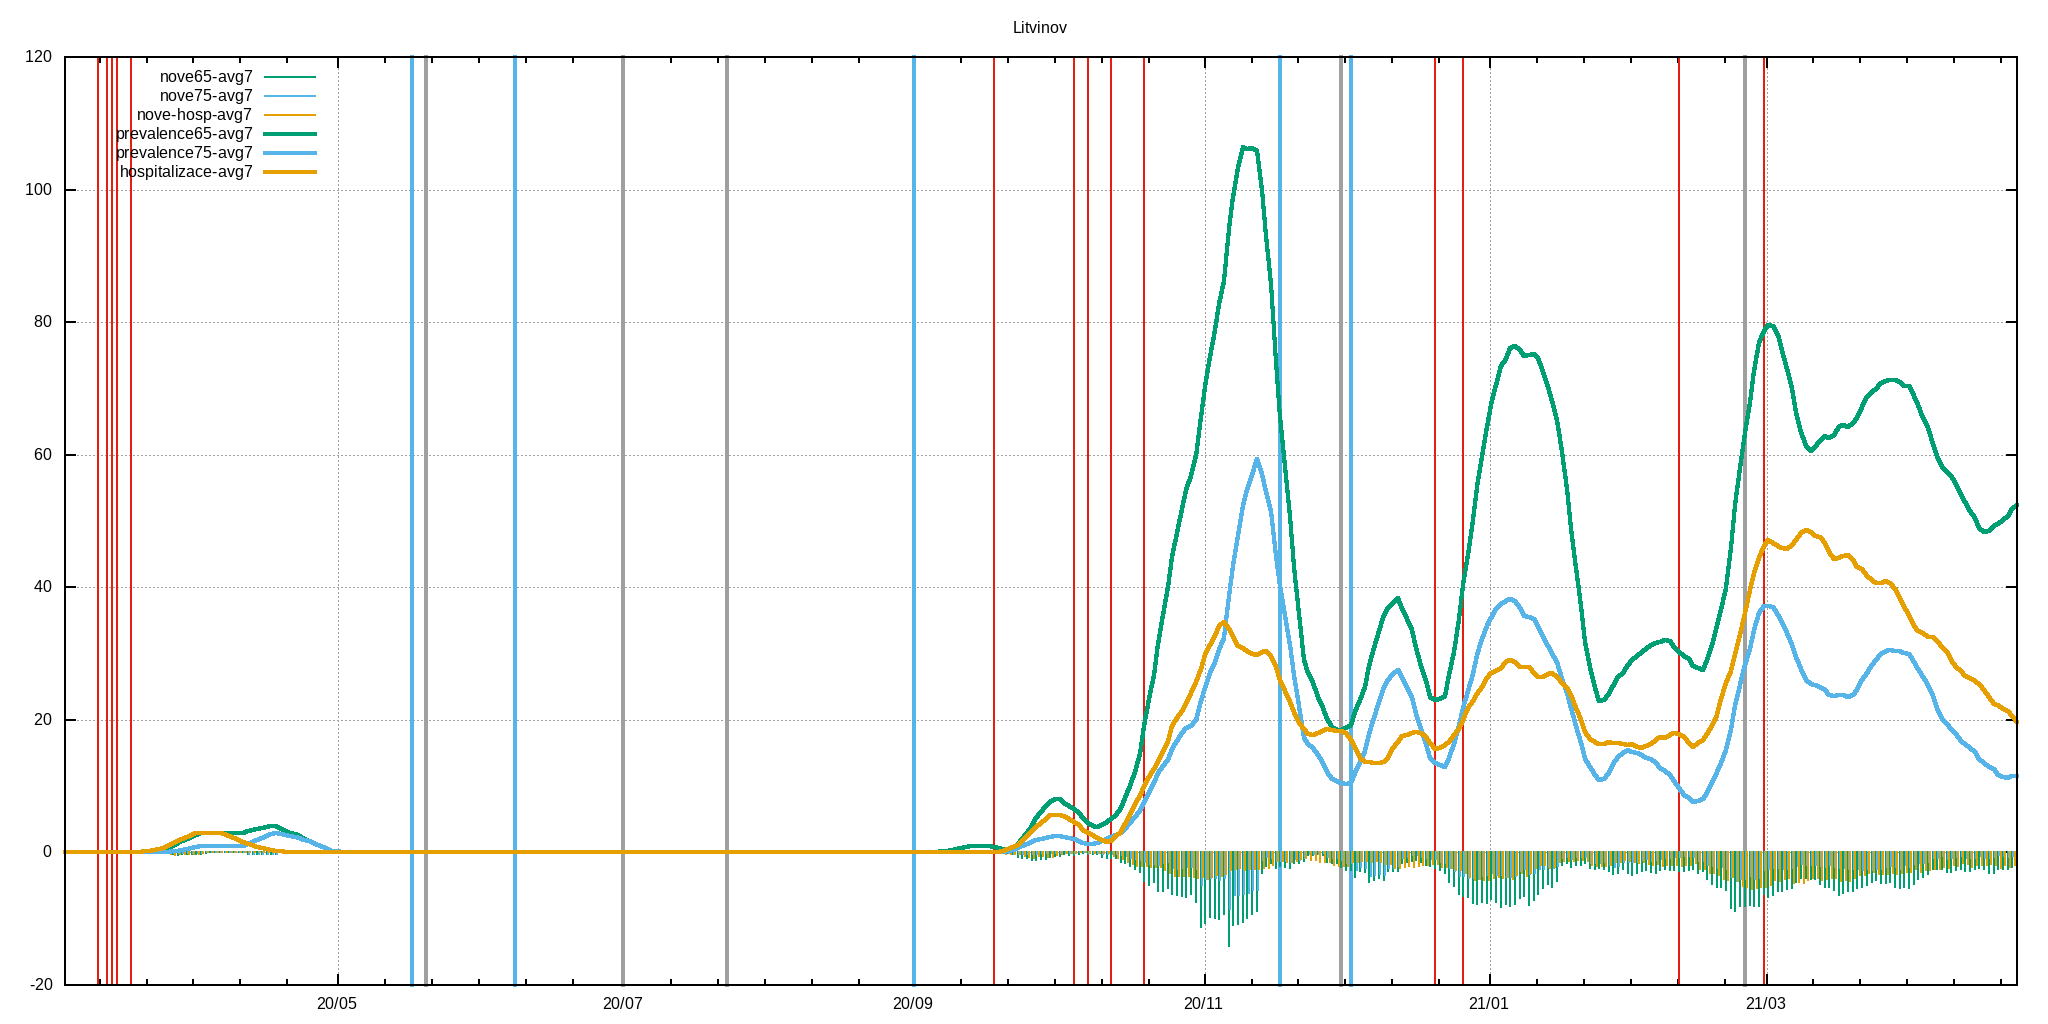 Litvinov
120
100
80
60
40
20
0
-20
nove65-avg7
nove75-avg7
nove-hosp-avg7
prevalence65-avg7
prevalence75-avg7
hospitalizace-avg7
20/05 20/07 20/09 20/11 21/01 21/03